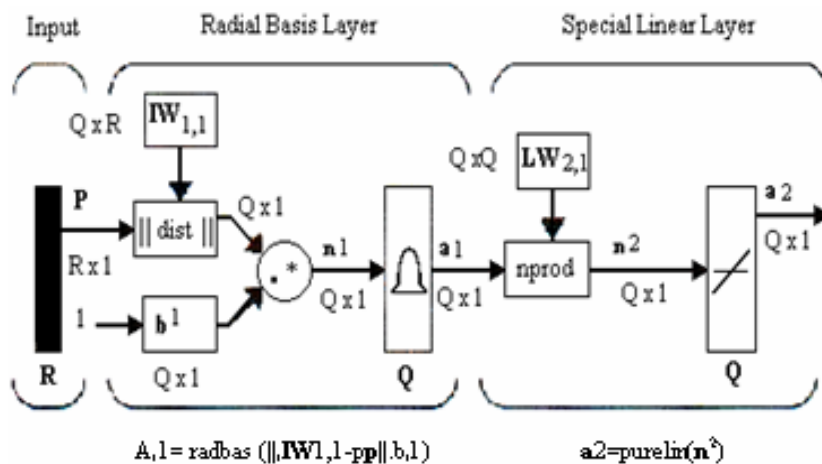 Input Radial Basis Layer Special Linear Layer
Q x R IW1,1
Q x Q LW2,1
P Q x 1 a2
|| dist || n1 a1 nprod n2 Q x 1
R x 1 .* Q x 1 Q x 1 Q x 1
1 b1
R Q x 1 Q Q
A,1= radbas (||,IW1,1-pp||.b,1) a2=purelin(n²)